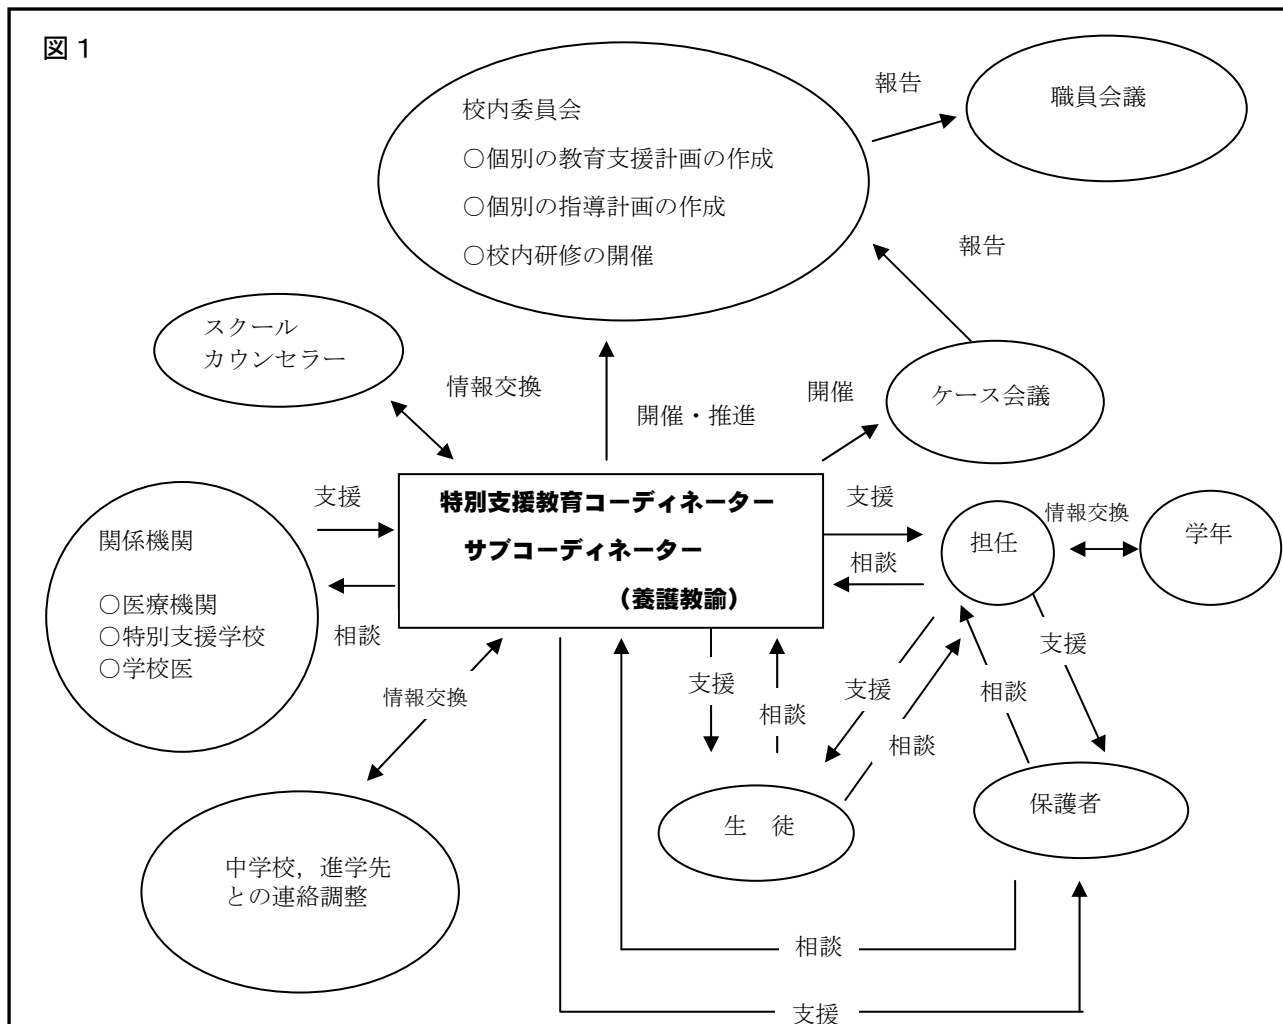 図1
校内委員会
○個別の教育支援計画の作成
○個別の指導計画の作成
○校内研修の開催
報告
職員会議
報告
スクール
カウンセラー
情報交換
開催・推進
開催
ケース会議
関係機関
○医療機関
○特別支援学校
○学校医
支援
相談
特別支援教育コーディネーター
サブコーディネーター
（養護教諭）
支援
相談
担任
情報交換
学年
情報交換
支援
相談
支援
相談
相談
支援
生　徒
保護者
中学校，進学先
との連絡調整
相談
支援